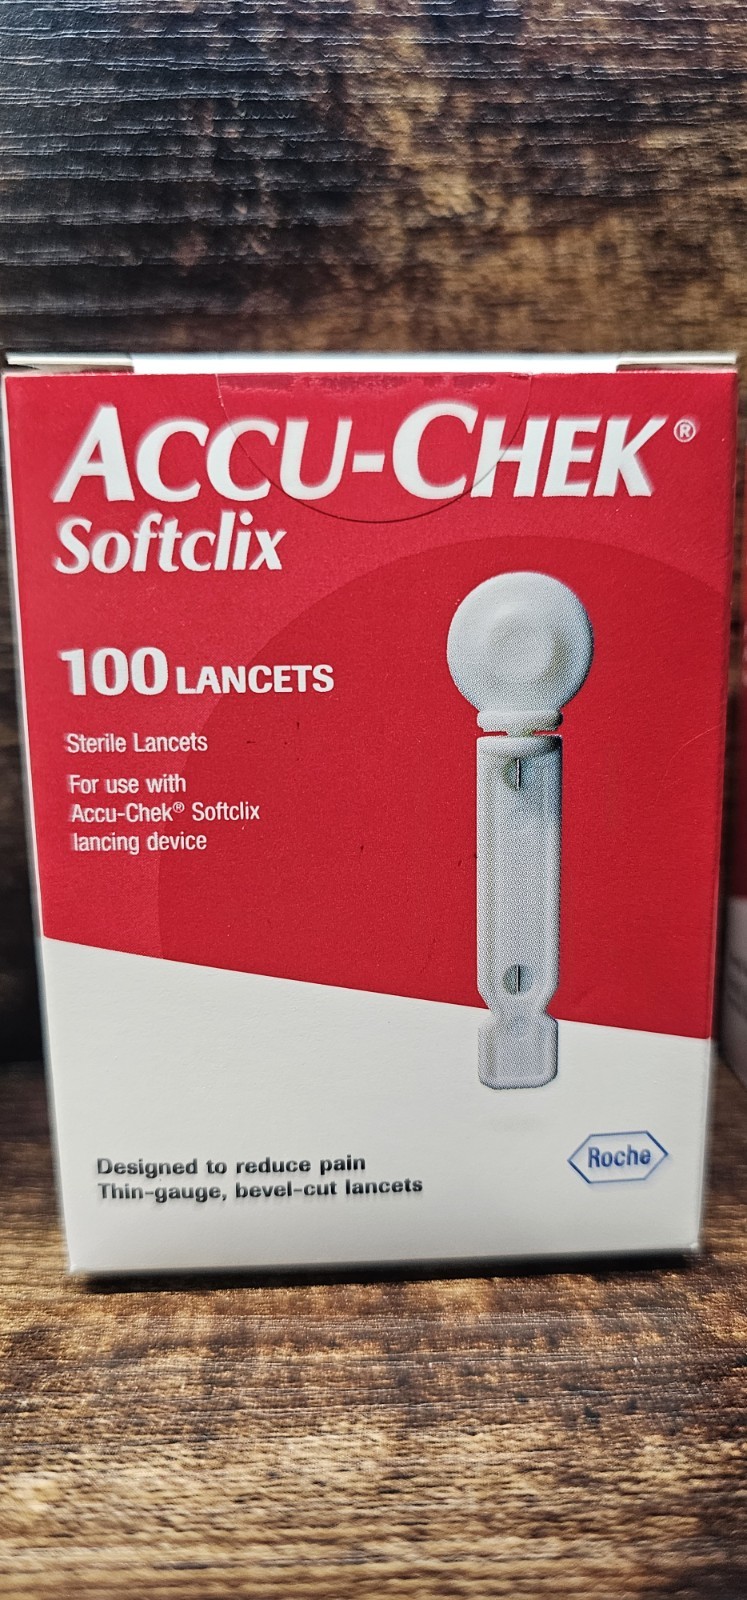 ACCU-CHEK®
Softclix
100 LANCETS
Sterile Lancets
For use with
Accu-Chek® Softclix
lancing device
Designed to reduce pain
Thin-gauge, bevel-cut lancets
Roche